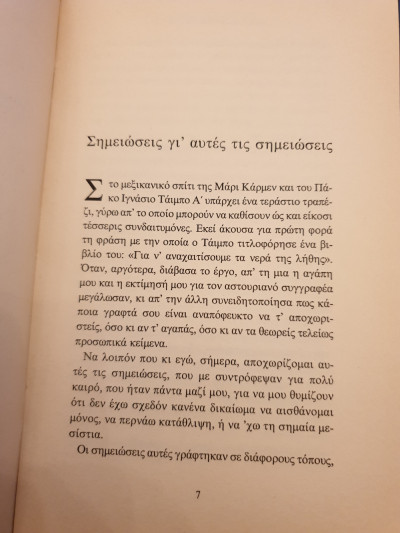 Σημειώσεις γι' αυτές τις σημειώσεις
Στο μεξικανικό σπίτι της Μάρι Κάρμεν και του Πά-
κο Ιγνάσιο Τάιμπο Α' υπάρχει ένα τεράστιο τραπέ-
ζι, γύρω απ' το οποίο μπορούν να καθίσουν ώς και είκοσι
τέσσερις συνδαιτυμόνες. Εκεί άκουσα για πρώτη φορά
τη φράση με την οποία ο Τάιμπο τιτλοφόρησε ένα βι-
βλίο του: «Για ν' αναχαιτίσουμε τα νερά της λήθης».
Όταν, αργότερα, διάβασα το έργο, απ' τη μια η αγάπη
μου και η εκτίμησή μου για τον αστουριανό συγγραφέα
μεγάλωσαν, κι απ' την άλλη συνειδητοποίησα πως κά-
ποια γραφτά σου είναι αναπόφευκτο να τ' αποχωρι-
στείς, όσο κι αν τ' αγαπάς, όσο κι αν τα θεωρείς τελείως
προσωπικά κείμενα.
Να λοιπόν που κι εγώ, σήμερα, αποχωρίζομαι αυ-
τές τις σημειώσεις, που με συντρόφεψαν για πολύ
καιρό, που ήταν πάντα μαζί μου, για να μου θυμίζουν
ότι δεν έχω σχεδόν κανένα δικαίωμα να αισθάνομαι
μόνος, να περνάω κατάθλιψη, ή να 'χω τη σημαία με-
σίστια.
Οι σημειώσεις αυτές γράφτηκαν σε διάφορους τόπους,
7